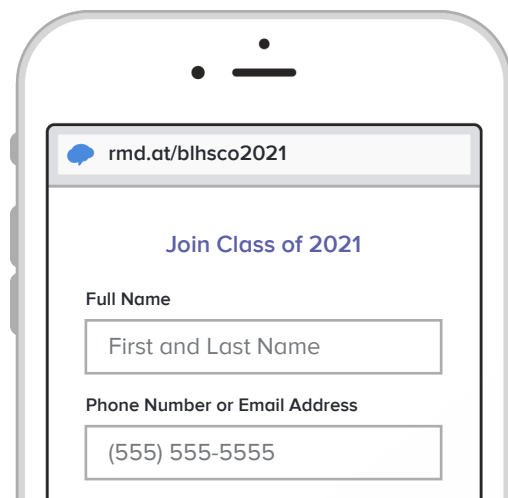 rmd.at/blhsco2021
Join Class of 2021
Full Name
First and Last Name
Phone Number or Email Address
(555) 555-5555